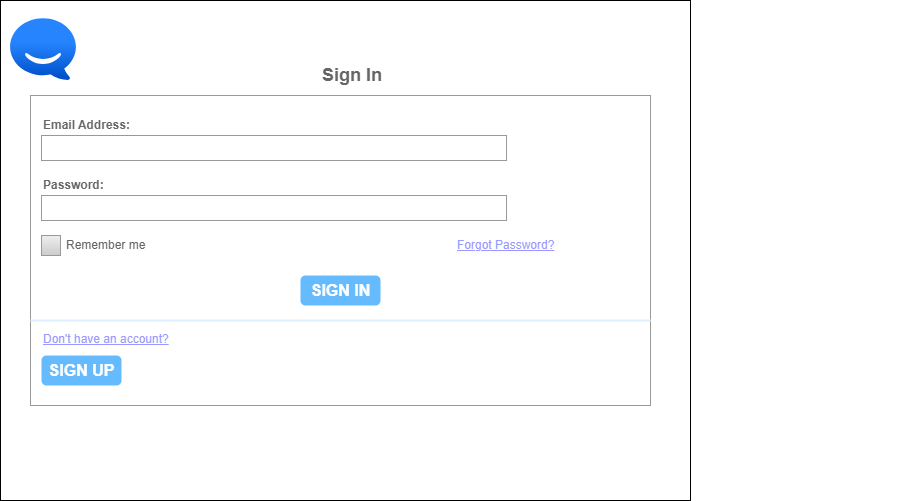 Sign In
Email Address:
Password:
Remember me
Forgot Password?
SIGN IN
Don't have an account?
SIGN UP